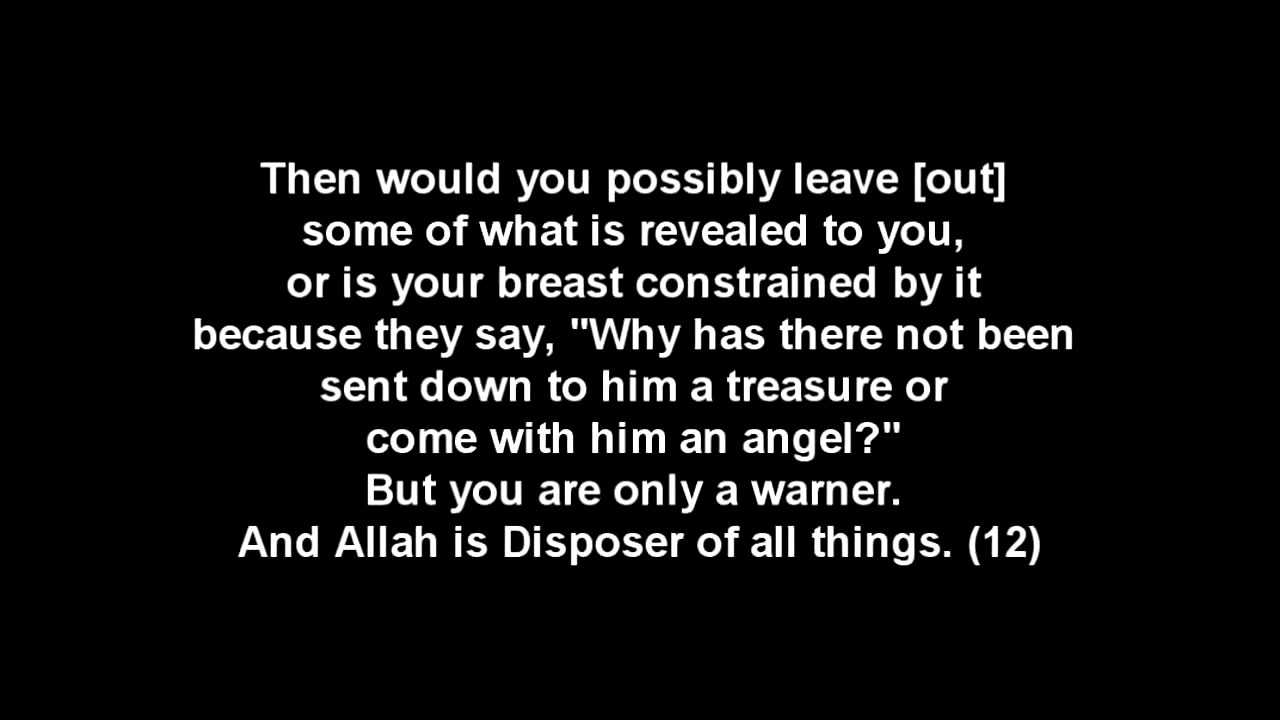 Then would you possibly leave [out]
some of what is revealed to you,
or is your breast constrained by it
because they say, "Why has there not been
sent down to him a treasure or
come with him an angel?"
But you are only a warner.
And Allah is Disposer of all things. (12)